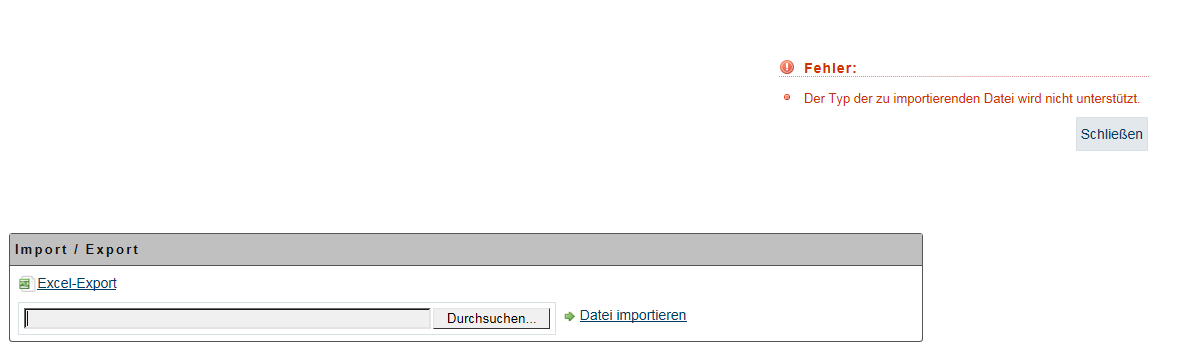 Fehler:
Der Typ der zu importierenden Datei wird nicht unterstützt.
Schließen
Import / Export
Excel-Export
Durchsuchen...
Datei importieren